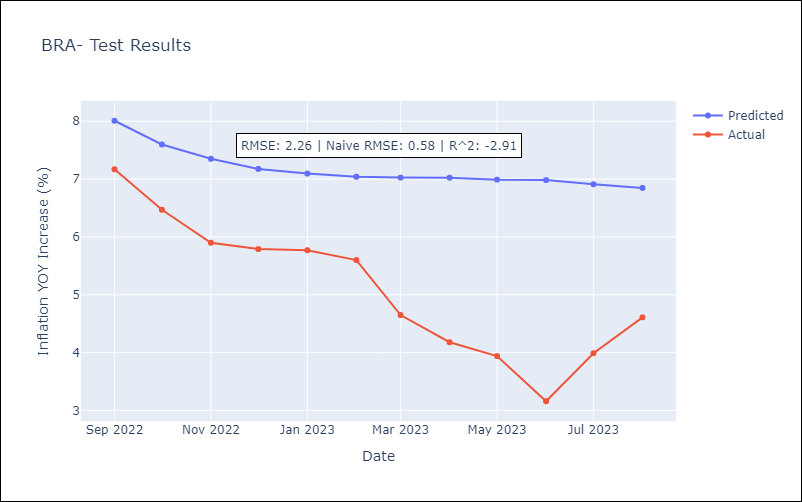 BRA- Test Results
Predicted
Actual
RMSE: 2.26 | Naive RMSE: 0.58 | R^2: -2.91
Inflation YOY Increase (%)
8
7
6
5
4
3
Sep 2022
Nov 2022
Jan 2023
Mar 2023
May 2023
Jul 2023
Date